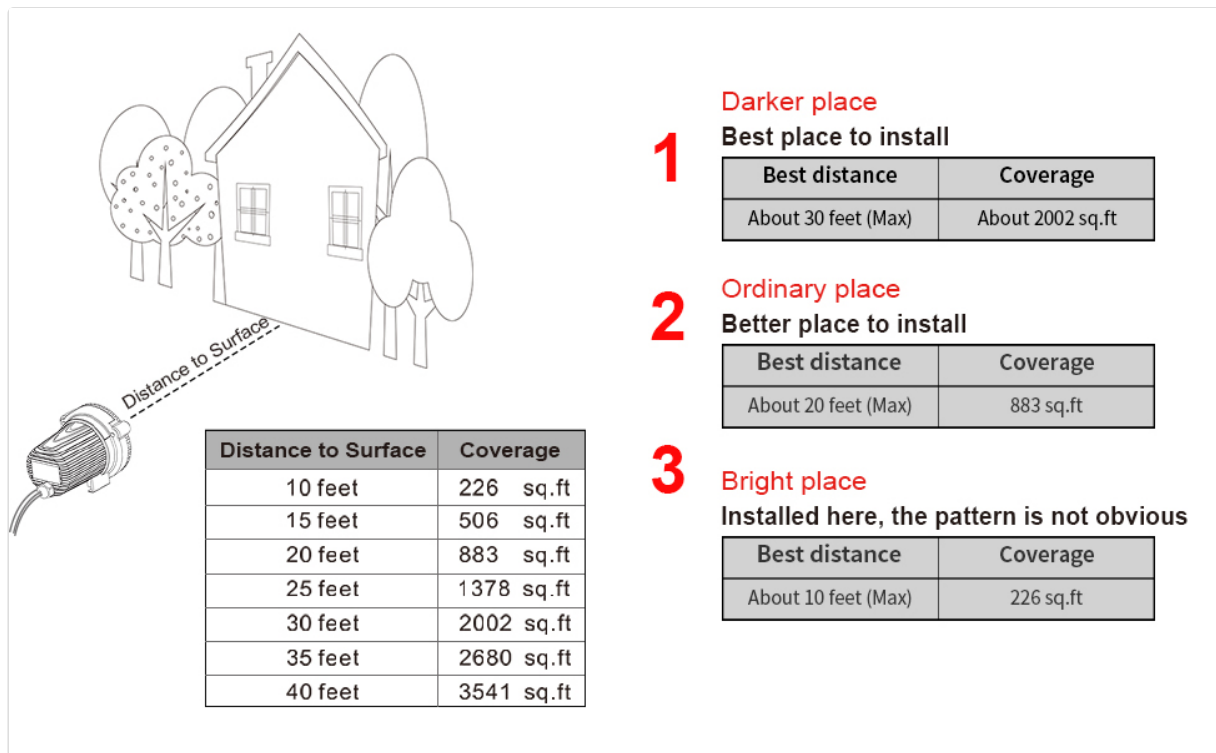 Distance to Surface
Distance to Surface Coverage
10 feet 226 sq.ft
15 feet 506 sq.ft
20 feet 883 sq.ft
25 feet 1378 sq.ft
30 feet 2002 sq.ft
35 feet 2680 sq.ft
40 feet 3541 sq.ft
1
Darker place
Best place to install
Best distance Coverage
About 30 feet (Max) About 2002 sq.ft
2
Ordinary place
Better place to install
Best distance Coverage
About 20 feet (Max) 883 sq.ft
3
Bright place
Installed here, the pattern is not obvious
Best distance Coverage
About 10 feet (Max) 226 sq.ft